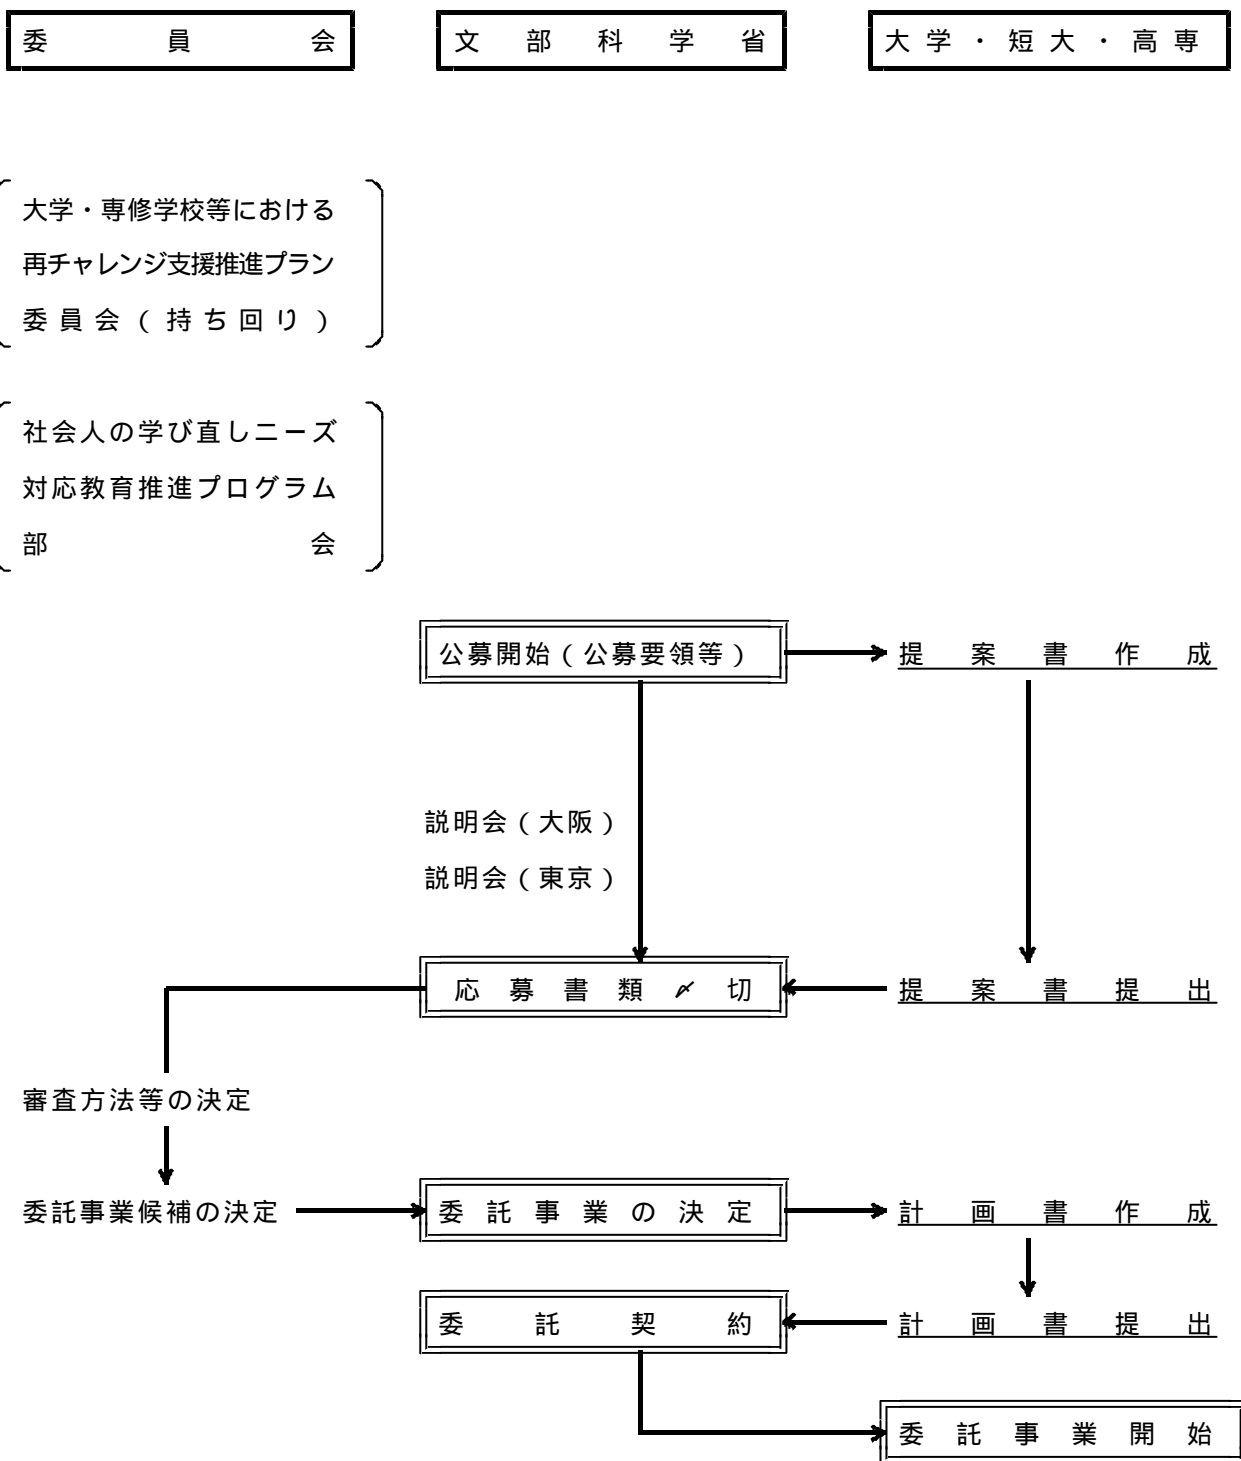 委員会
文部科学省
大学・短大・高専
大学・専修学校等における
再チャレンジ支援推進プラン
委員会(持ち回り)
社会人の学び直しニーズ
対応教育推進プログラム
部会
公募開始(公募要領等)
提案書作成
説明会(大阪)
説明会(東京)
応募書類〆切
提案書提出
審査方法等の決定
委託事業候補の決定
委託事業の決定
計画書作成
委託契約
計画書提出
委託事業開始